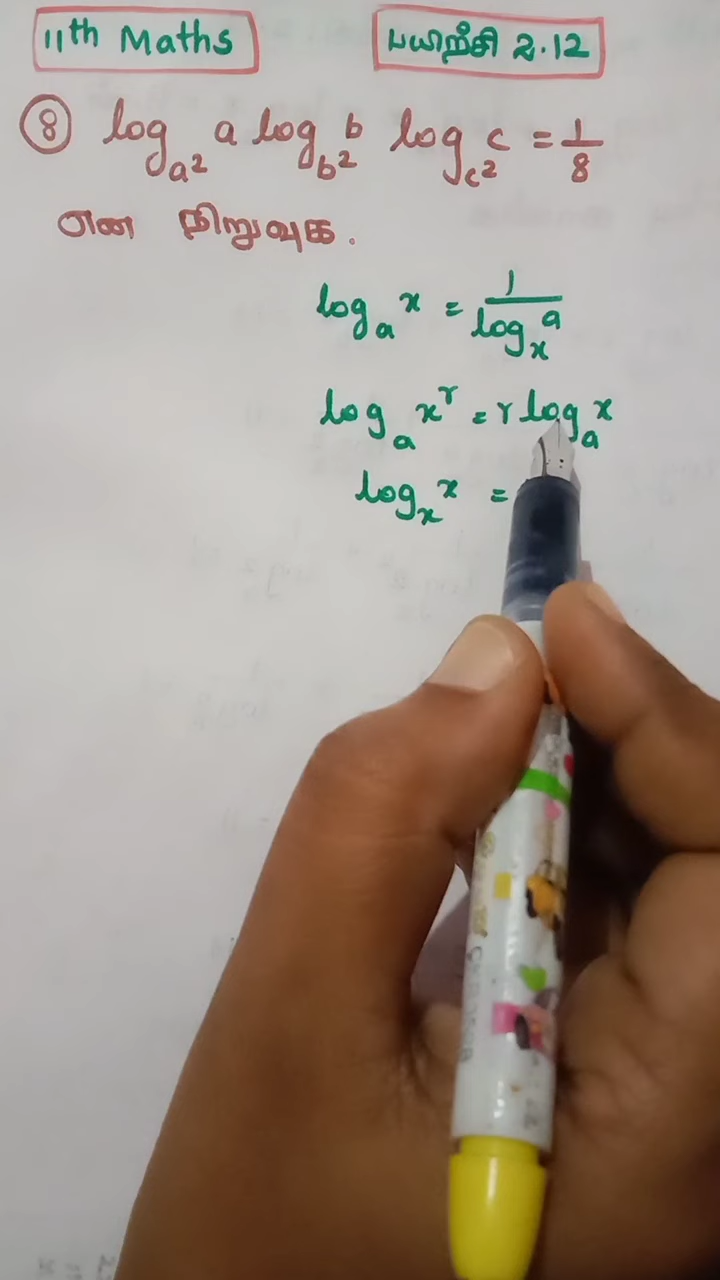 11th Maths
பயிற்சி 2.12
⑧ log_{a²} a log_{b²} b log_{c²} c = 1/8
என நிறுவுக.
log_a x = 1/log_x a
log_a x^r = r log_a x
log_x x =